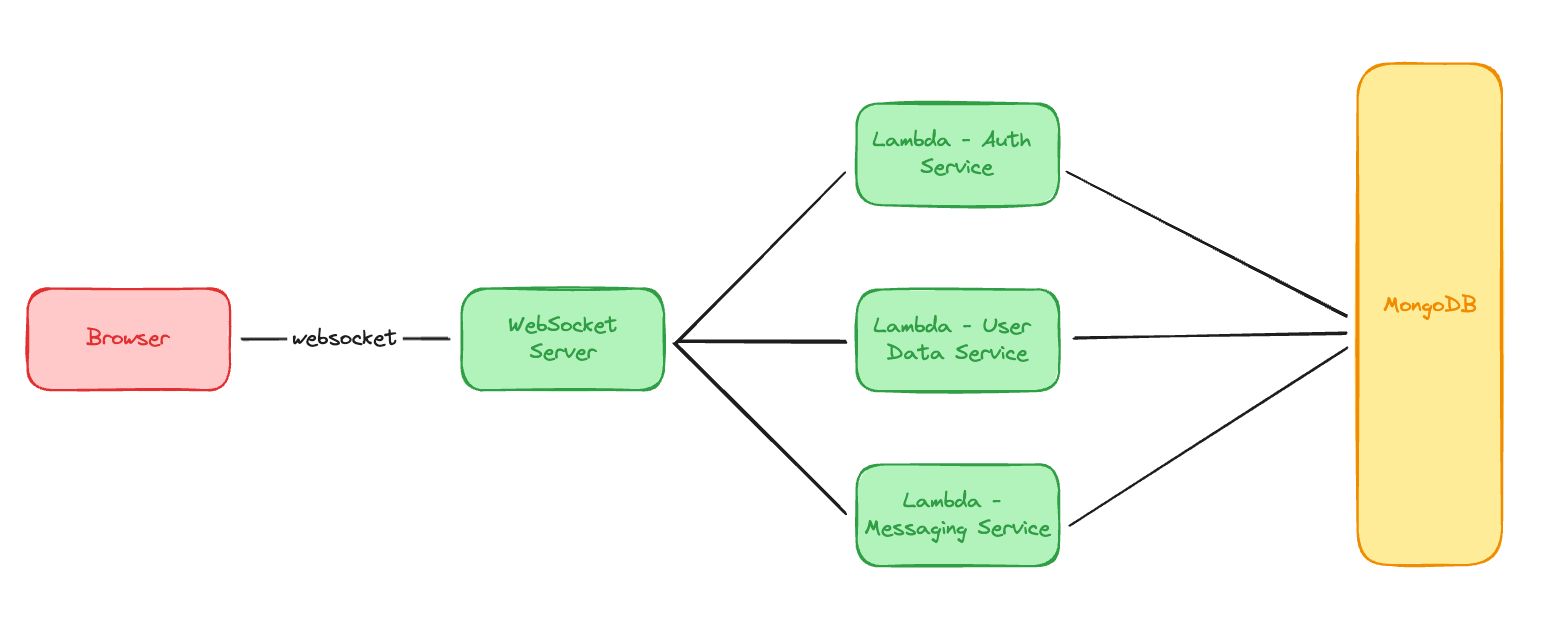 Browser
websocket
WebSocket
Server
Lambda - Auth
Service
Lambda - User
Data Service
Lambda -
Messaging Service
MongoDB